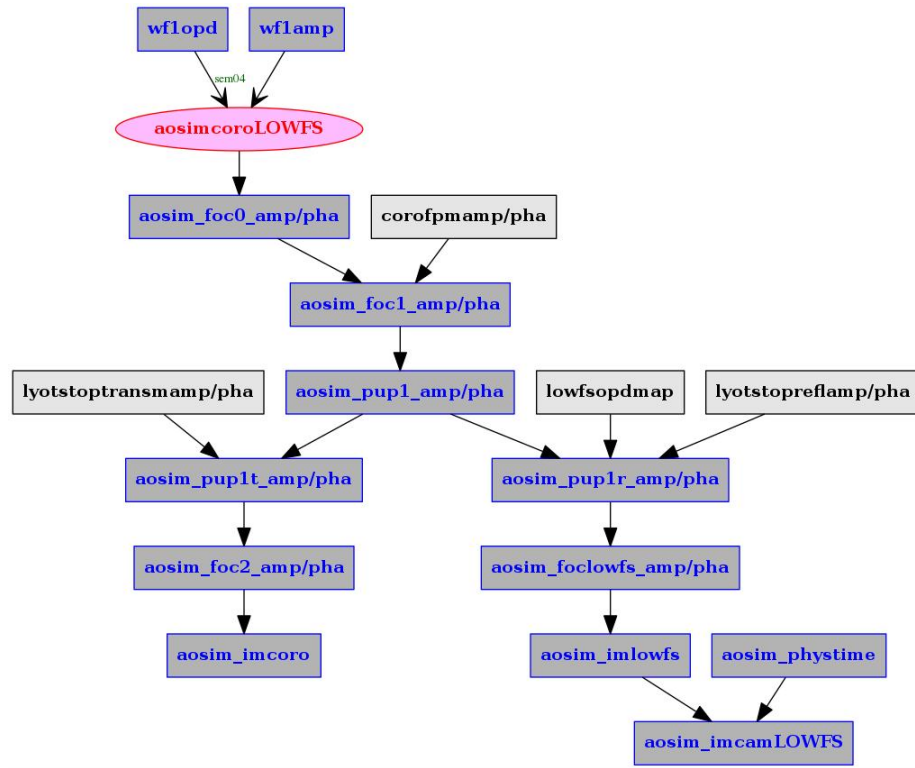 wf1opd
wf1amp
sem04
aosimcoroLOWFS
aosim_foc0_amp/pha
corofpmamp/pha
aosim_foc1_amp/pha
lyotstoptransmamp/pha
aosim_pup1_amp/pha
lowfsopdmap
lyotstopreflamp/pha
aosim_pup1t_amp/pha
aosim_pup1r_amp/pha
aosim_foc2_amp/pha
aosim_foclowfs_amp/pha
aosim_imcoro
aosim_imlowfs
aosim_phystime
aosim_imcamLOWFS